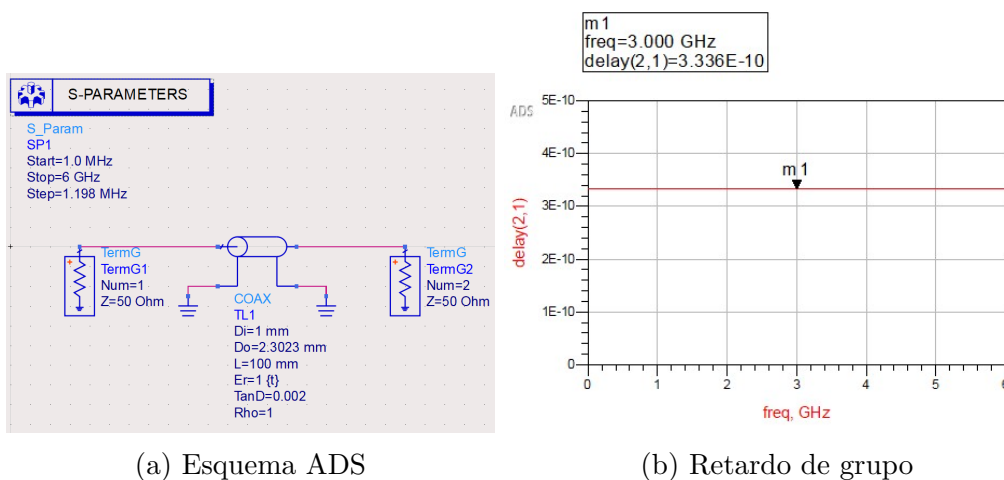 S-PARAMETERS
S_Param
SP1
Start=1.0 MHz
Stop=6 GHz
Step=1.198 MHz
+
TermG
TermG1
Num=1
Z=50 Ohm
COAX
TL1
Di=1 mm
Do=2.3023 mm
L=100 mm
Er=1 {t}
TanD=0.002
Rho=1
+
TermG
TermG2
Num=2
Z=50 Ohm
(a) Esquema ADS
m1
freq=3.000 GHz
delay(2,1)=3.336E-10
ADS
delay(2,1)
5E-10
4E-10
3E-10
2E-10
1E-10
0
m1
0 1 2 3 4 5 6
freq, GHz
(b) Retardo de grupo